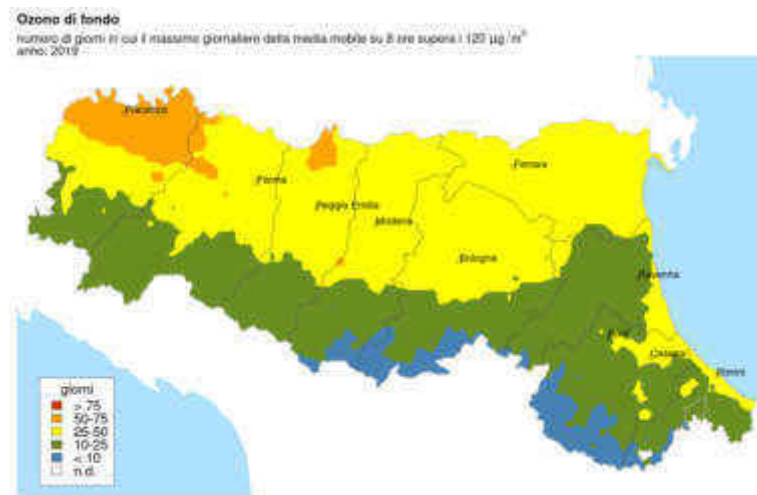 Ozono di fondo
numero di giorni in cui il massimo giornaliero della media mobile su 8 ore supera i 120 µg/m³
anno: 2019
Piacenza
Parma
Reggio Emilia
Modena
Ferrara
Bologna
Ravenna
Cesena
Rimini
giorni
> 75
50-75
25-50
10-25
< 10
n.d.